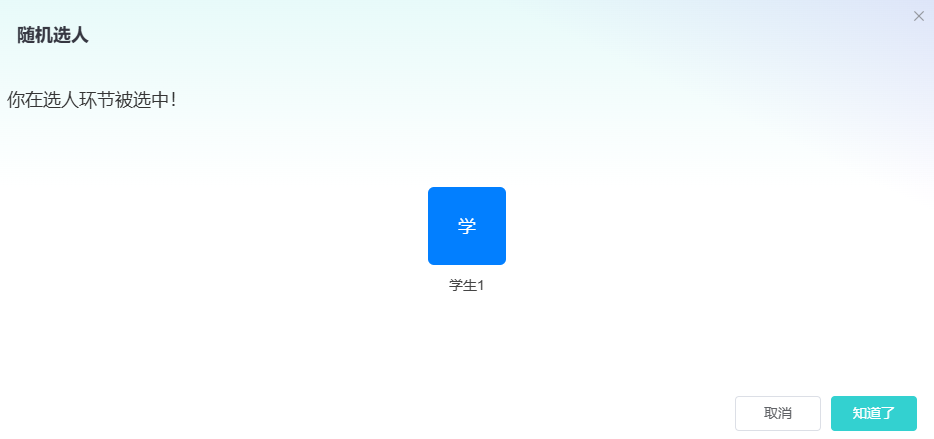 随机选人
你在选人环节被选中！
学
学生1
取消
知道了